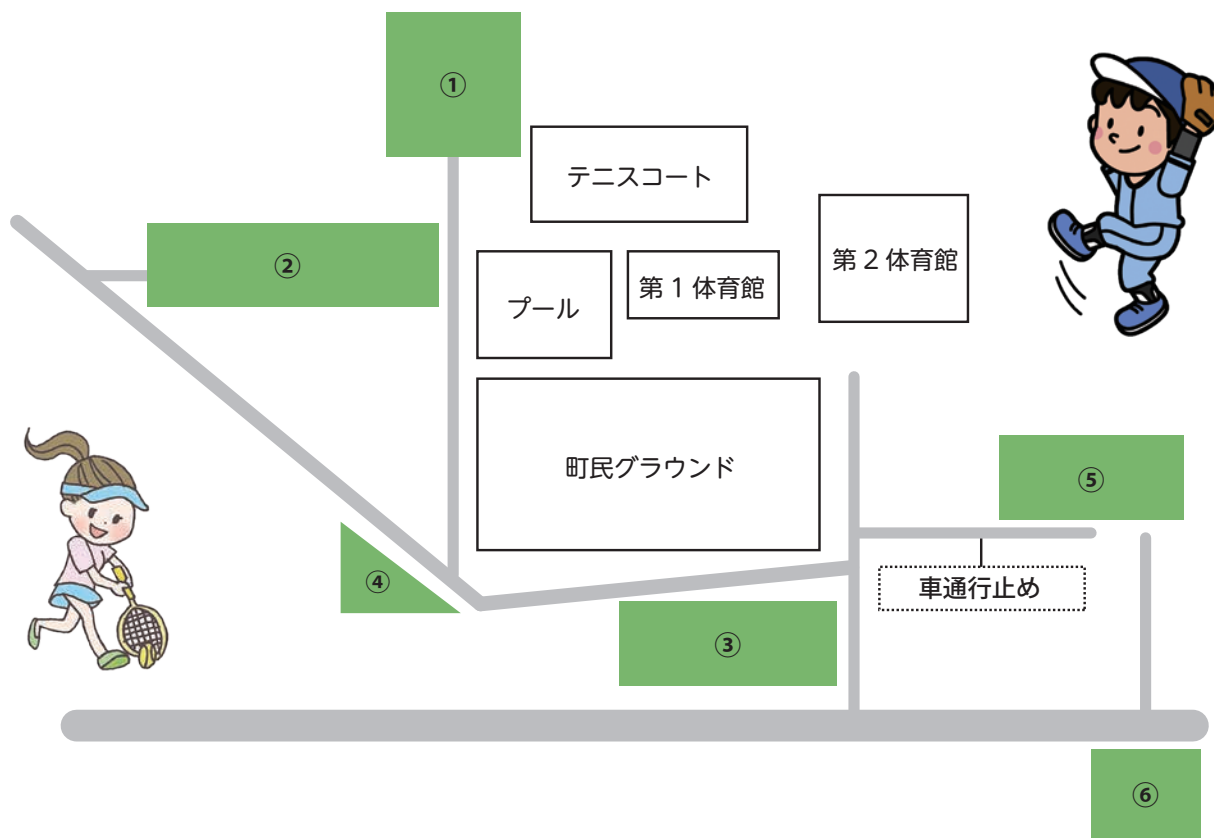 ①
テニスコート
②
第2体育館
第1体育館
プール
町民グラウンド
⑤
④
車通行止め
③
⑥